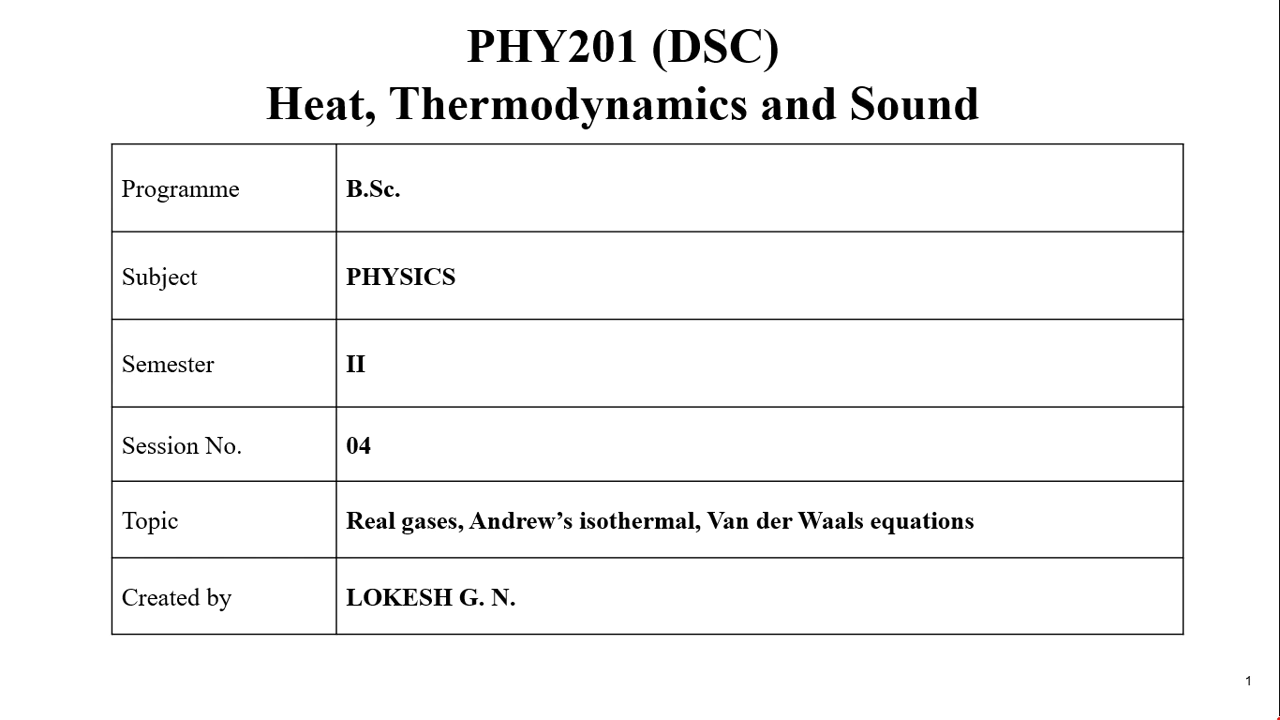 PHY201 (DSC)
Heat, Thermodynamics and Sound
Programme B.Sc.
Subject PHYSICS
Semester II
Session No. 04
Topic Real gases, Andrew’s isothermal, Van der Waals equations
Created by LOKESH G. N.
1